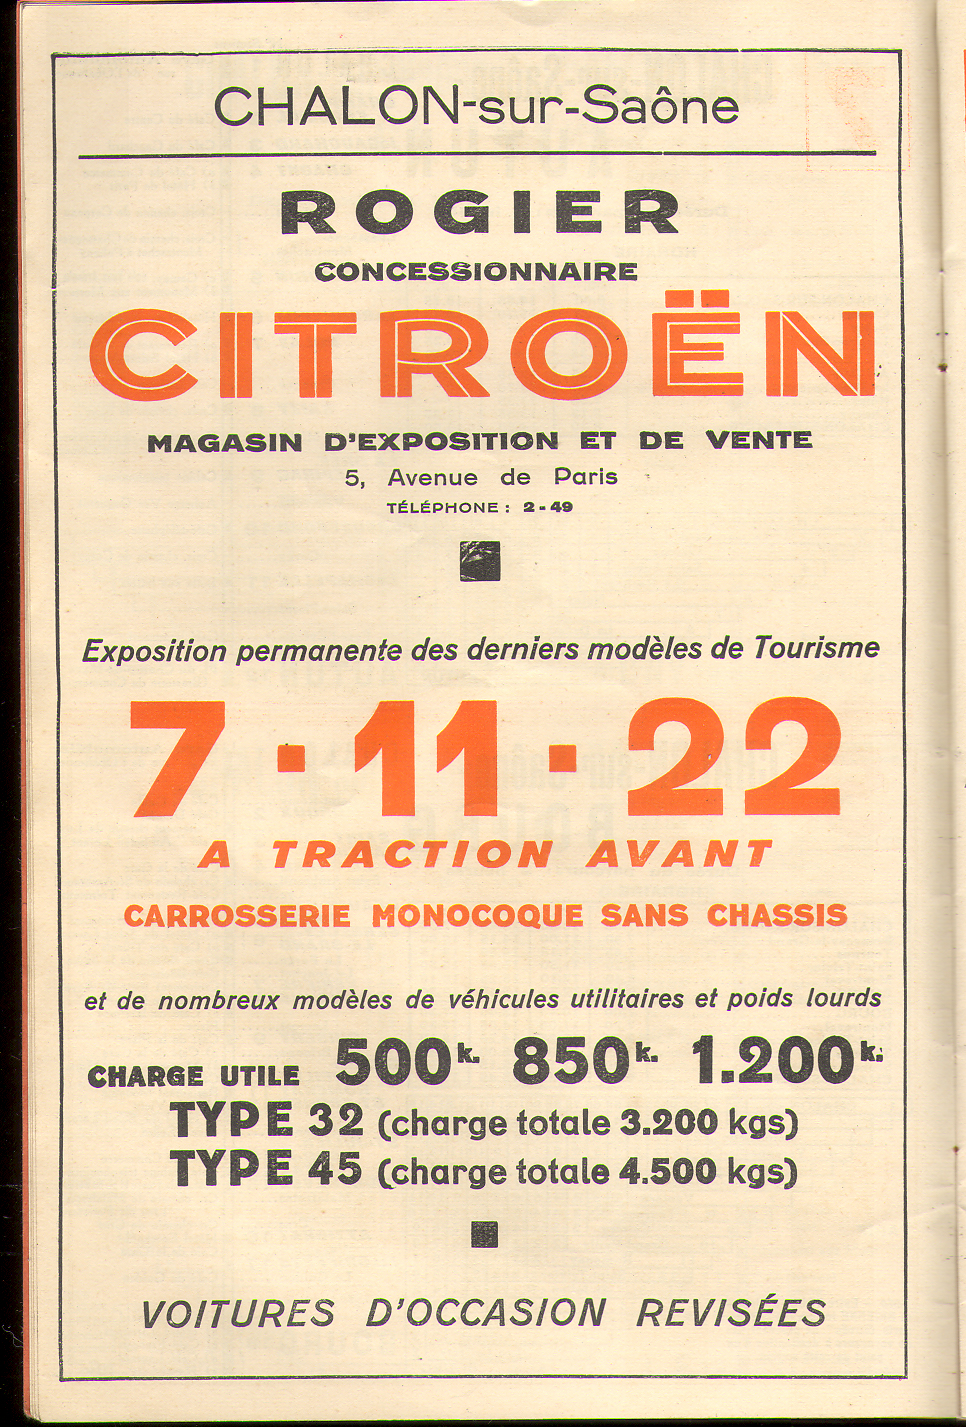 CHALON-sur-Saône
ROGIER
CONCESSIONNAIRE
CITROËN
MAGASIN D'EXPOSITION ET DE VENTE
5, Avenue de Paris
TÉLÉPHONE : 2-49
Exposition permanente des derniers modèles de Tourisme
7·11·22
A TRACTION AVANT
CARROSSERIE MONOCOQUE SANS CHASSIS
et de nombreux modèles de véhicules utilitaires et poids lourds
CHARGE UTILE 500k. 850k. 1.200k.
TYPE 32 (charge totale 3.200 kgs)
TYPE 45 (charge totale 4.500 kgs)
VOITURES D'OCCASION REVISÉES